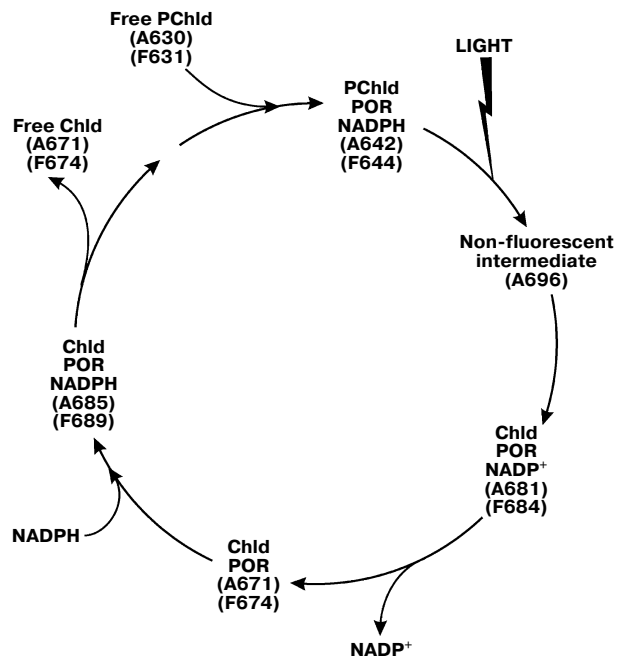 Free PChld
(A630)
(F631)
LIGHT
PChld
POR
NADPH
(A642)
(F644)
Free Chld
(A671)
(F674)
Non-fluorescent
intermediate
(A696)
Chld
POR
NADPH
(A685)
(F689)
Chld
POR
NADP⁺
(A681)
(F684)
NADPH
Chld
POR
(A671)
(F674)
NADP⁺